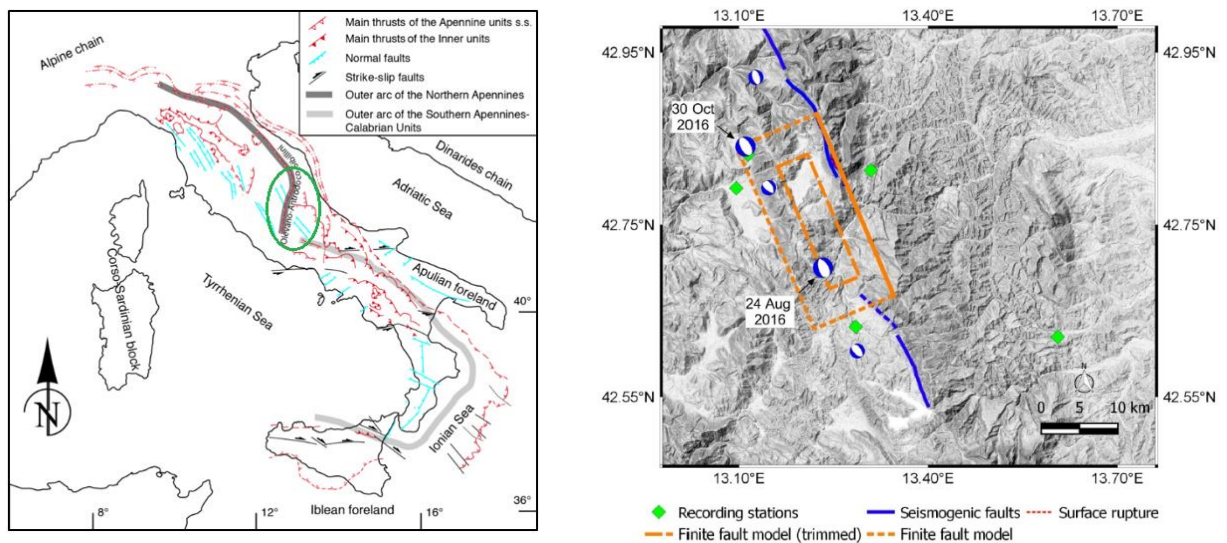 Main thrusts of the Apennine units s.s.
Main thrusts of the Inner units
Normal faults
Strike-slip faults
Outer arc of the Northern Apennines
Outer arc of the Southern Apennines-
Calabrian Units
Alpine chain
Dinarides chain
Adriatic Sea
Olevano-Antrodoco-Sibillini
Corso-Sardinian block
Tyrrhenian Sea
Apulian foreland
40°
N
Ionian Sea
36°
Iblean foreland
8°
12°
16°
13.10°E
13.40°E
13.70°E
42.95°N
42.95°N
30 Oct
2016
42.75°N
42.75°N
24 Aug
2016
42.55°N
42.55°N
0 5 10 km
13.10°E
13.40°E
13.70°E
Recording stations
Seismogenic faults
Surface rupture
Finite fault model (trimmed)
Finite fault model